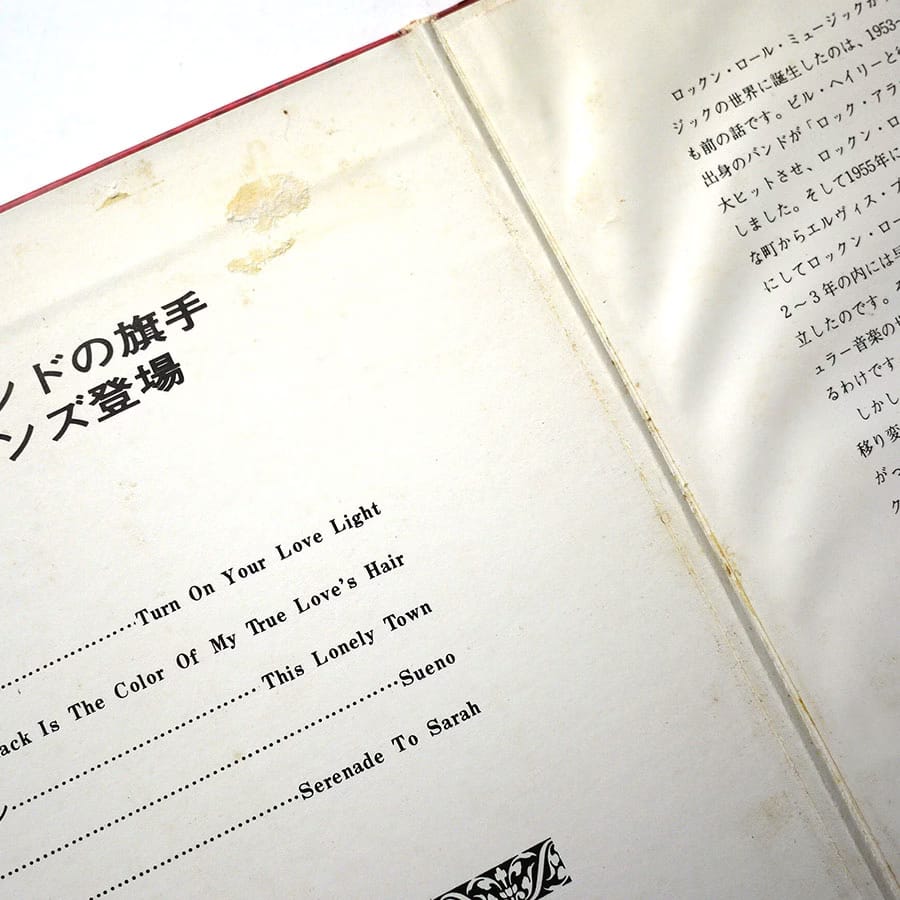 ンドの旗手
ンズ登場
Turn On Your Love Light
ack Is The Color Of My True Love's Hair
This Lonely Town
Sueno
Serenade To Sarah
ロックン・ロール・ミュージックが
ジックの世界に誕生したのは、1953~
も前の話です。ビル・ヘイリーと
出身のバンドが「ロック・アラ
大ヒットさせ、ロックン・ロ
しました。そして1955年に
な町からエルヴィス・プ
にしてロックン・ロー
2～3年の内には早
立したのです。そ
ュラー音楽の
るわけです
しかし
移り変
がつ
ク